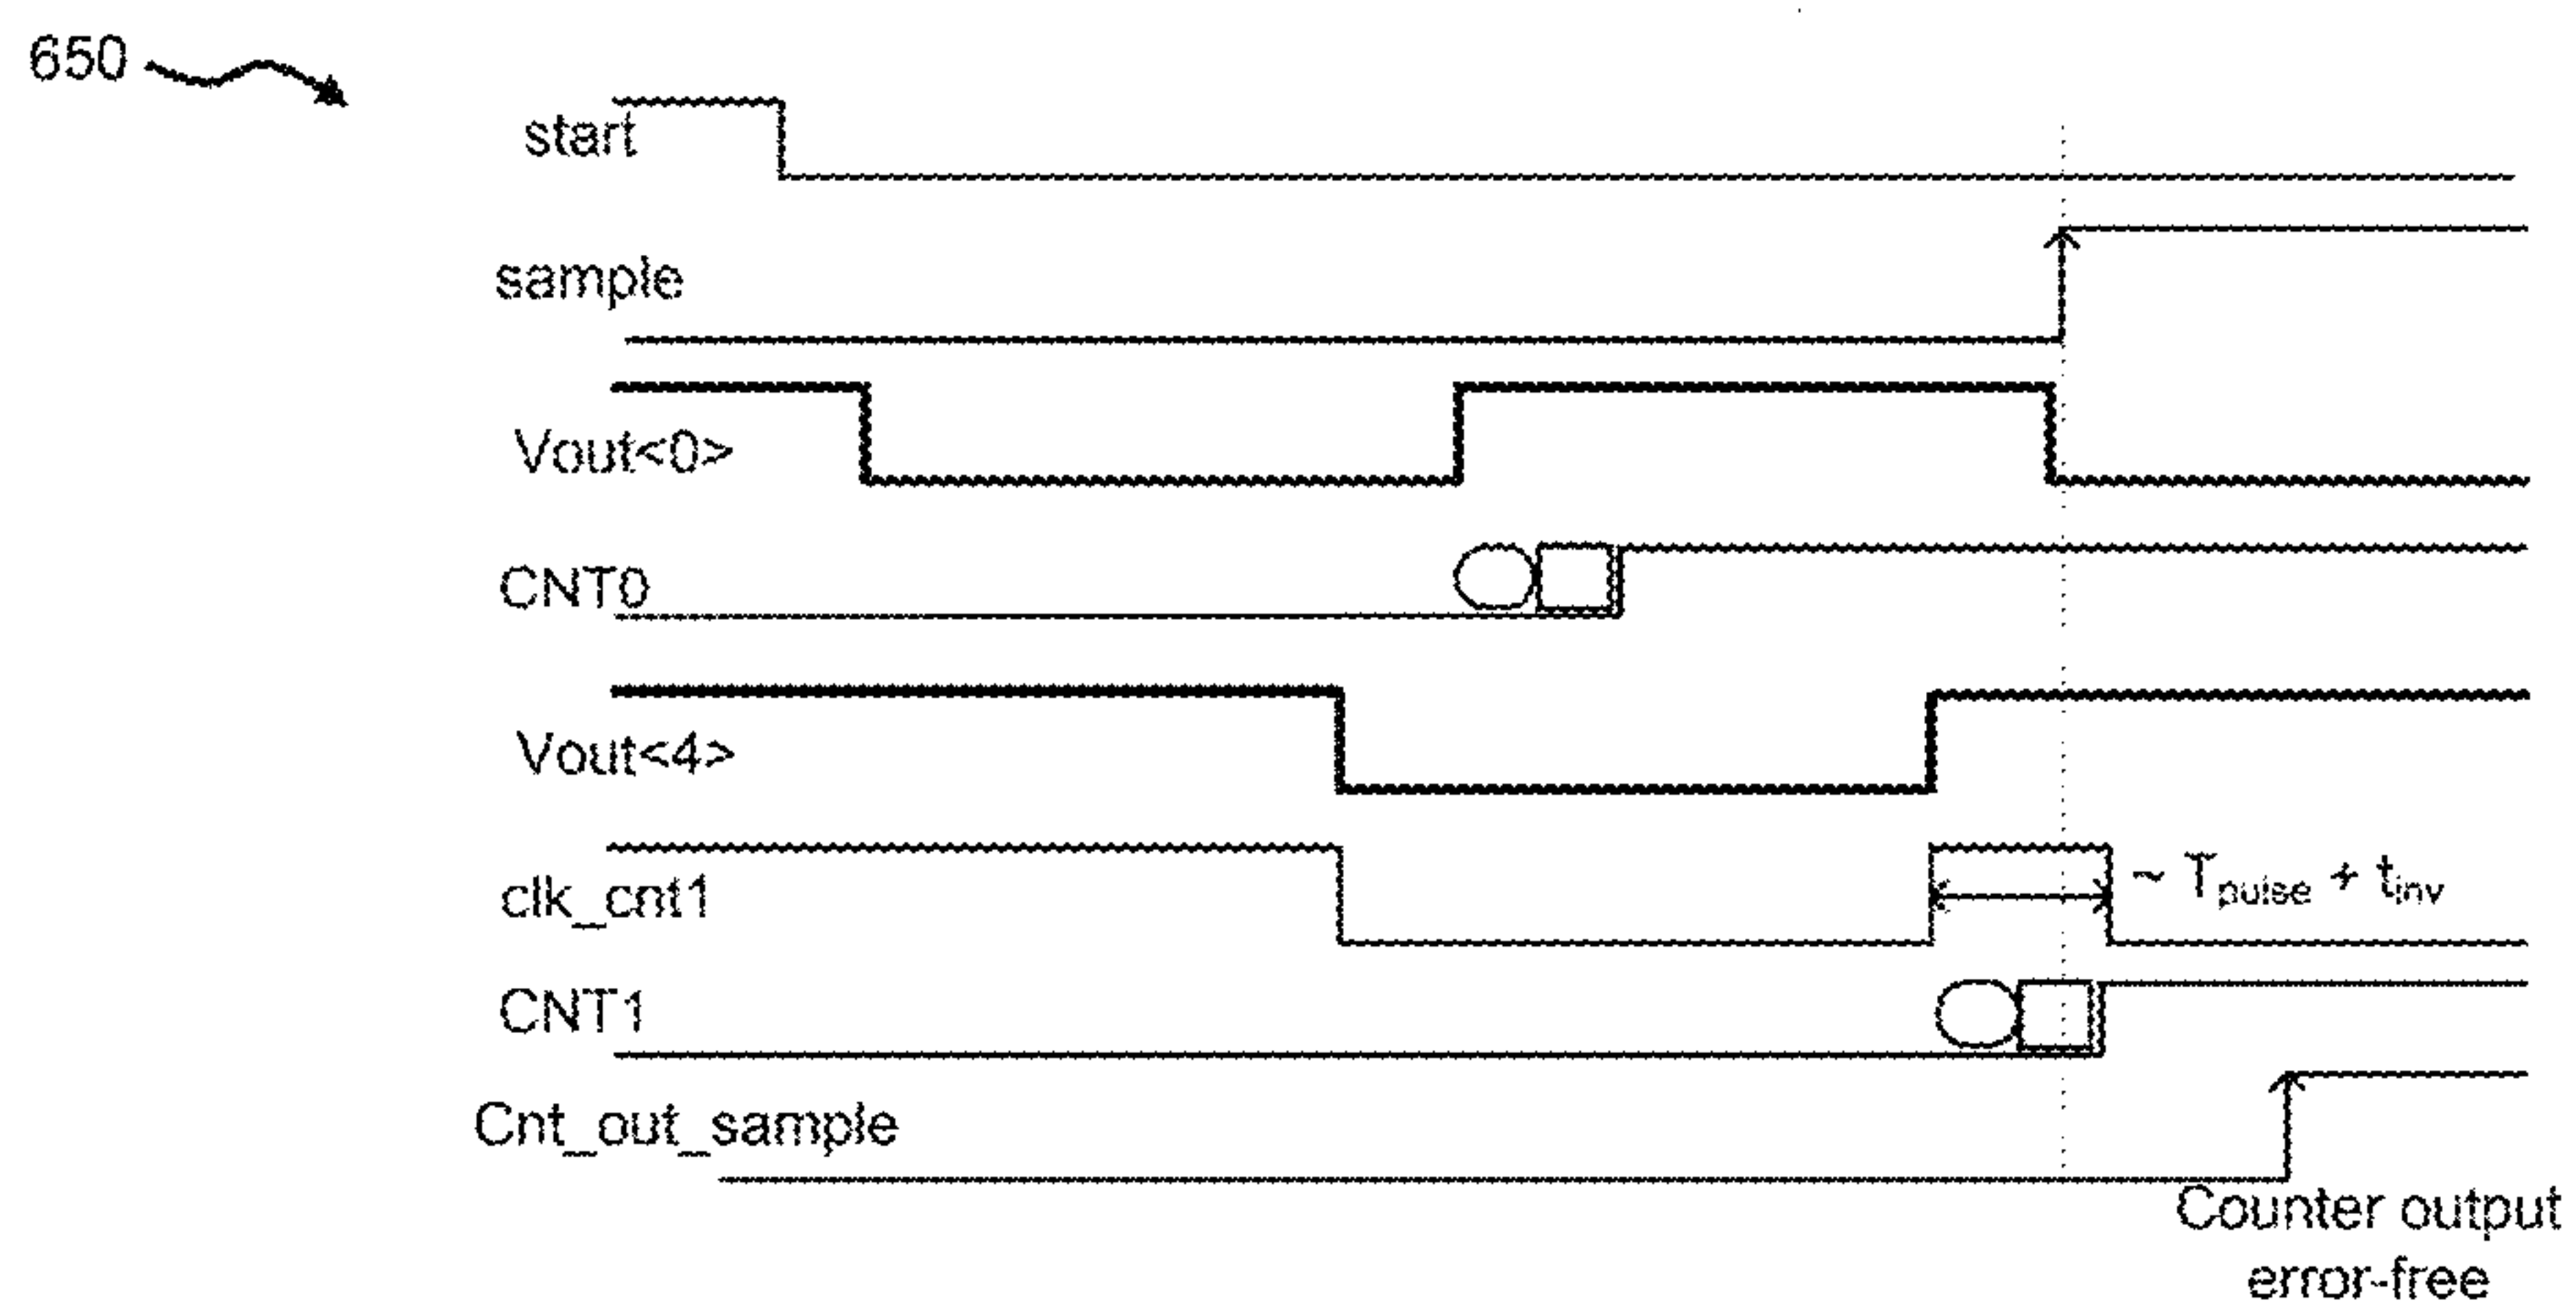 650
start
sample
Vout<0>
CNT0
Vout<4>
clk_cnt1
~ Tpulse + tinv
CNT1
Cnt_out_sample
Counter output
error-free